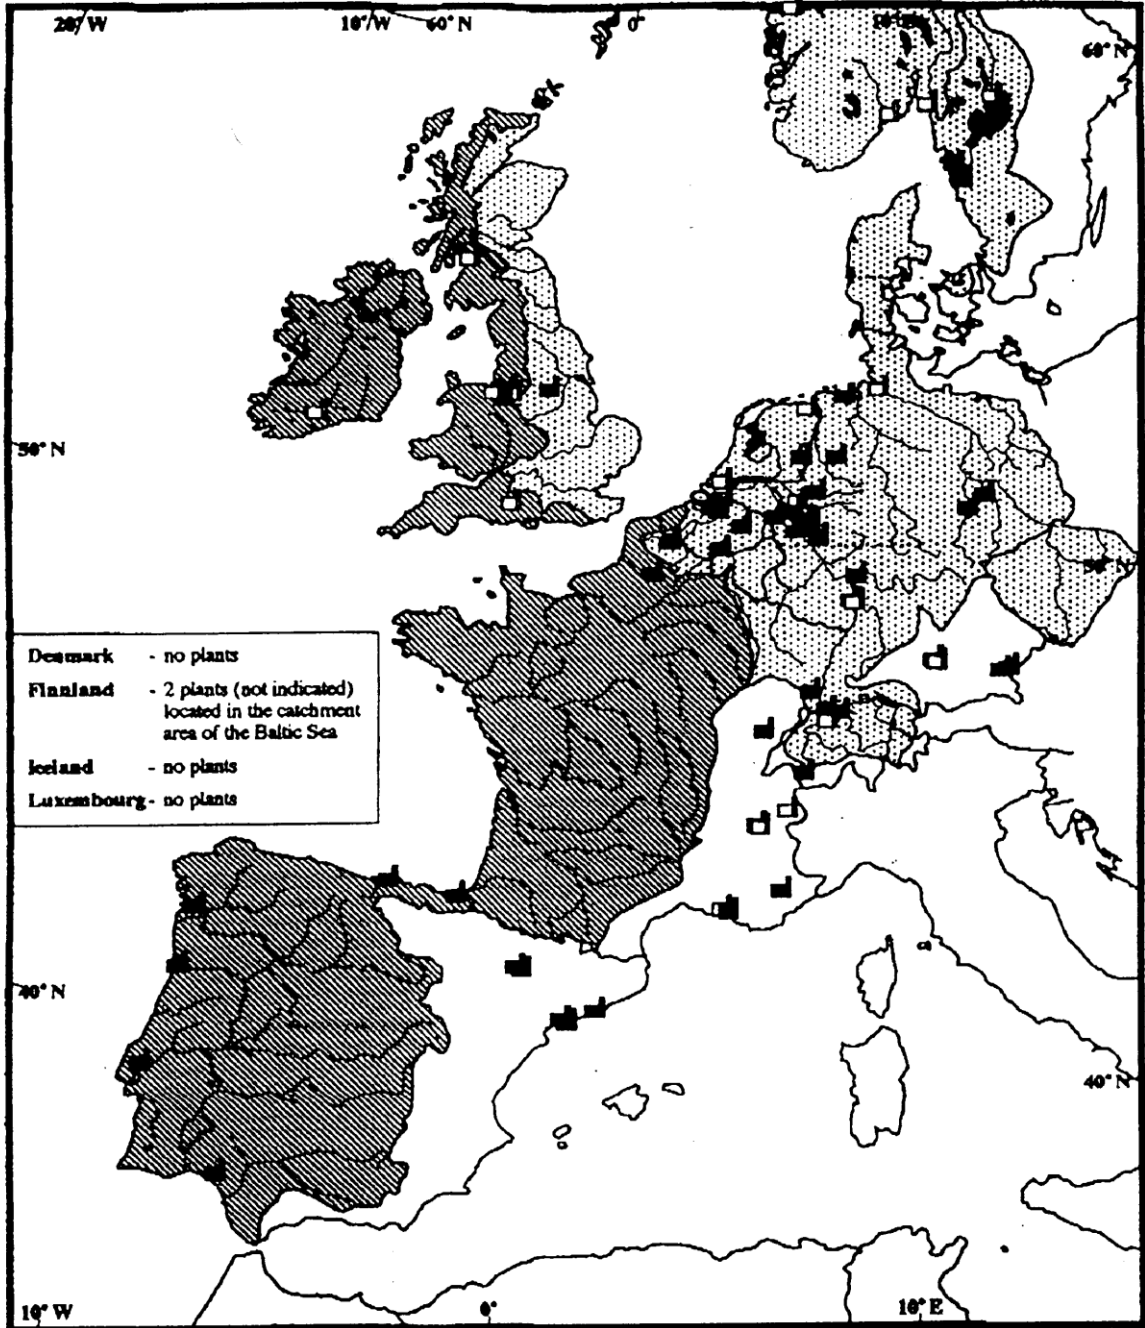 20° W 10° W 60° N 0°
60° N
50° N
50° N
Denmark - no plants
Finnland - 2 plants (not indicated)
located in the catchment
area of the Baltic Sea
Iceland - no plants
Luxembourg - no plants
40° N
40° N
10° W 0° 10° E